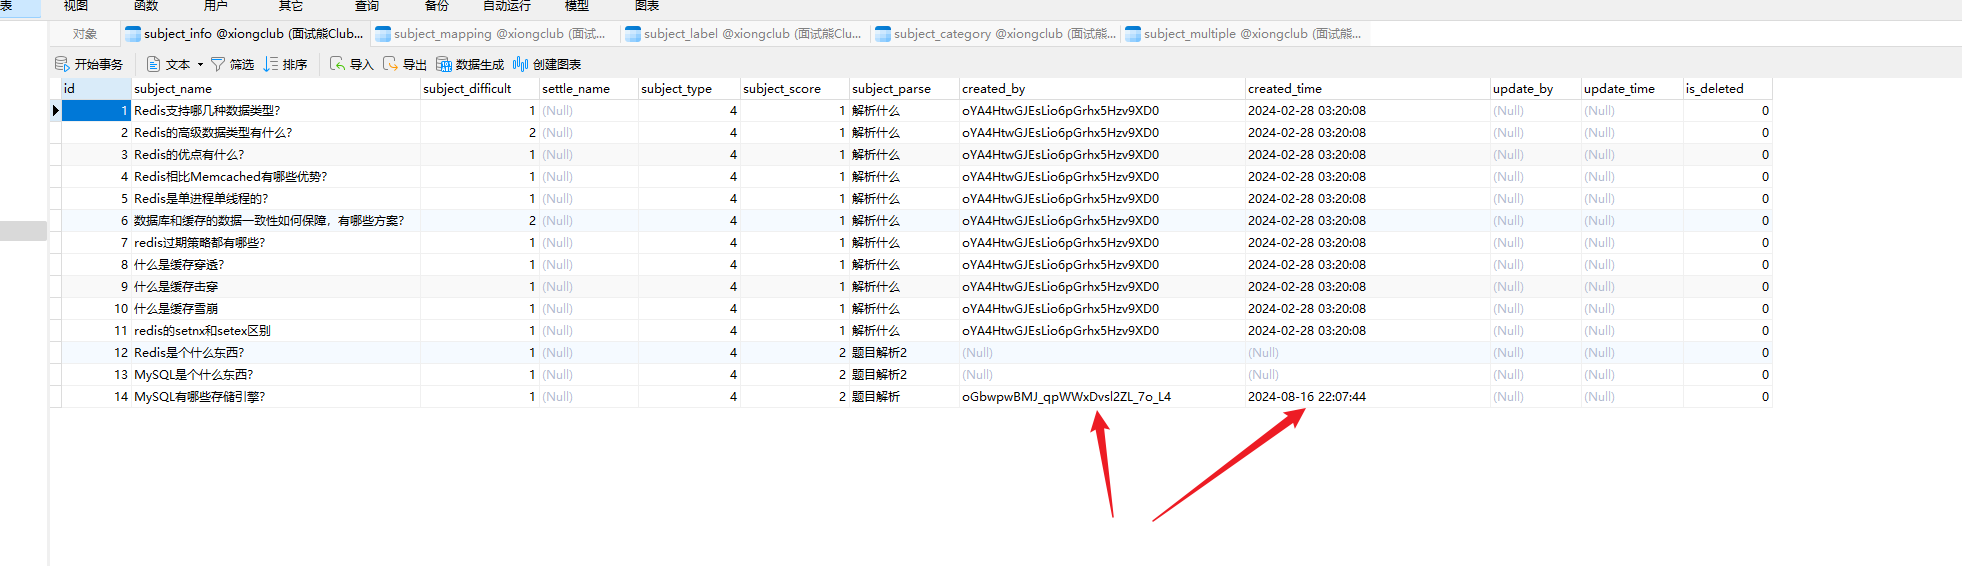 表 视图 函数 用户 其它 查询 备份 自动运行 模型 图表
对象 subject_info @xiongclub (面试熊Club... subject_mapping @xiongclub (面试... subject_label @xiongclub (面试熊Clu... subject_category @xiongclub (面试熊... subject_multiple @xiongclub (面试熊...
开始事务 文本 筛选 排序 导入 导出 数据生成 创建图表
id subject_name subject_difficult settle_name subject_type subject_score subject_parse created_by created_time update_by update_time is_deleted
1 Redis支持哪几种数据类型? 1 (Null) 4 1 解析什么 oYA4HtwGJEsLio6pGrhx5Hzv9XD0 2024-02-28 03:20:08 (Null) (Null) 0
2 Redis的高级数据类型有什么? 2 (Null) 4 1 解析什么 oYA4HtwGJEsLio6pGrhx5Hzv9XD0 2024-02-28 03:20:08 (Null) (Null) 0
3 Redis的优点有什么? 1 (Null) 4 1 解析什么 oYA4HtwGJEsLio6pGrhx5Hzv9XD0 2024-02-28 03:20:08 (Null) (Null) 0
4 Redis相比Memcached有哪些优势? 1 (Null) 4 1 解析什么 oYA4HtwGJEsLio6pGrhx5Hzv9XD0 2024-02-28 03:20:08 (Null) (Null) 0
5 Redis是单进程单线程的? 1 (Null) 4 1 解析什么 oYA4HtwGJEsLio6pGrhx5Hzv9XD0 2024-02-28 03:20:08 (Null) (Null) 0
6 数据库和缓存的数据一致性如何保障，有哪些方案? 2 (Null) 4 1 解析什么 oYA4HtwGJEsLio6pGrhx5Hzv9XD0 2024-02-28 03:20:08 (Null) (Null) 0
7 redis过期策略都有哪些? 1 (Null) 4 1 解析什么 oYA4HtwGJEsLio6pGrhx5Hzv9XD0 2024-02-28 03:20:08 (Null) (Null) 0
8 什么是缓存穿透? 1 (Null) 4 1 解析什么 oYA4HtwGJEsLio6pGrhx5Hzv9XD0 2024-02-28 03:20:08 (Null) (Null) 0
9 什么是缓存击穿 1 (Null) 4 1 解析什么 oYA4HtwGJEsLio6pGrhx5Hzv9XD0 2024-02-28 03:20:08 (Null) (Null) 0
10 什么是缓存雪崩 1 (Null) 4 1 解析什么 oYA4HtwGJEsLio6pGrhx5Hzv9XD0 2024-02-28 03:20:08 (Null) (Null) 0
11 redis的setnx和setex区别 1 (Null) 4 1 解析什么 oYA4HtwGJEsLio6pGrhx5Hzv9XD0 2024-02-28 03:20:08 (Null) (Null) 0
12 Redis是个什么东西? 1 (Null) 4 2 题目解析2 (Null) (Null) (Null) (Null) 0
13 MySQL是个什么东西? 1 (Null) 4 2 题目解析2 (Null) (Null) (Null) (Null) 0
14 MySQL有哪些存储引擎? 1 (Null) 4 2 题目解析 oGbwpwBMJ_qpWWxDvsl2ZL_7o_L4 2024-08-16 22:07:44 (Null) (Null) 0